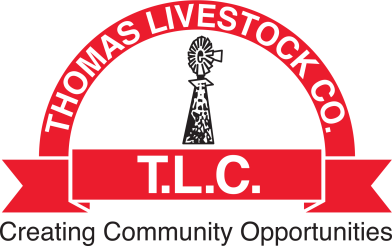 THOMAS LIVESTOCK CO.
T.L.C.
Creating Community Opportunities